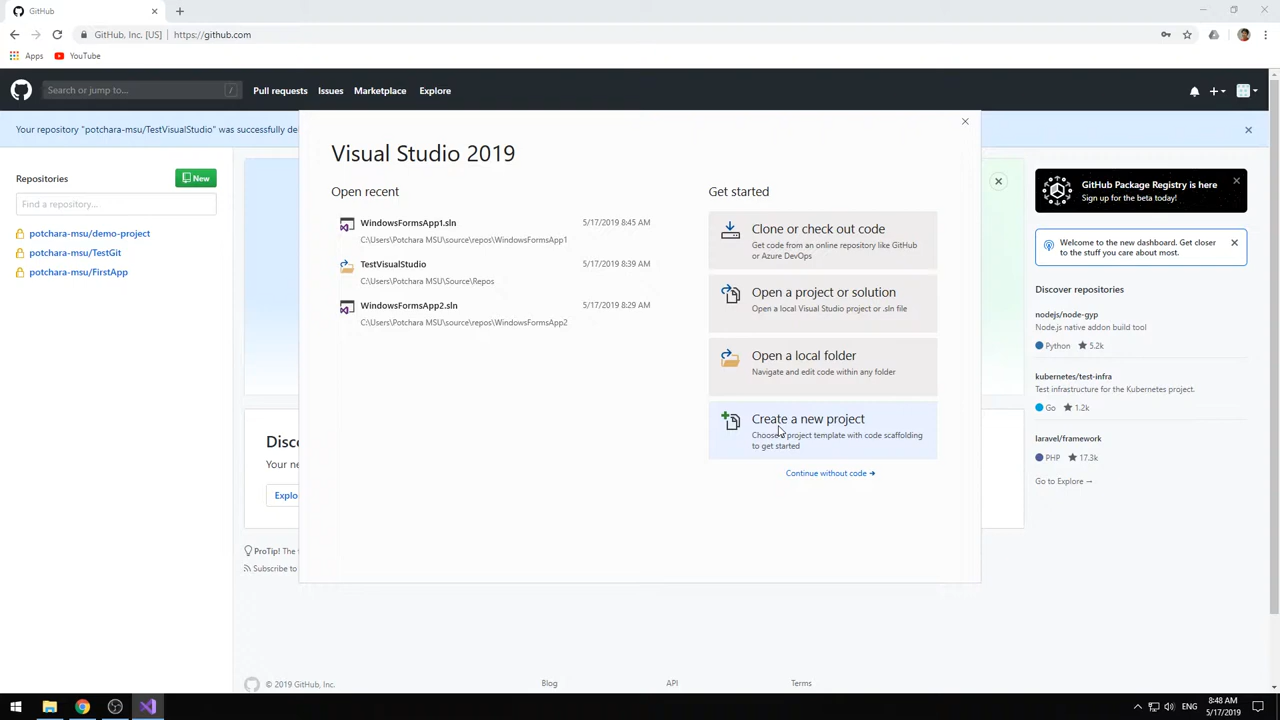 GitHub
GitHub, Inc. [US]
https://github.com
Apps
YouTube
Search or jump to...
/
Pull requests
Issues
Marketplace
Explore
Your repository "potchara-msu/TestVisualStudio" was successfully de
Repositories
New
Find a repository...
potchara-msu/demo-project
potchara-msu/TestGit
potchara-msu/FirstApp
Visual Studio 2019
Open recent
WindowsFormsApp1.sln
5/17/2019 8:45 AM
C:\Users\Potchara MSU\source\repos\WindowsFormsApp1
TestVisualStudio
5/17/2019 8:39 AM
C:\Users\Potchara MSU\Source\Repos
WindowsFormsApp2.sln
5/17/2019 8:29 AM
C:\Users\Potchara MSU\source\repos\WindowsFormsApp2
Get started
Clone or check out code
Get code from an online repository like GitHub
or Azure DevOps
Open a project or solution
Open a local Visual Studio project or .sln file
Open a local folder
Navigate and edit code within any folder
Create a new project
Choose project template with code scaffolding
to get started
Continue without code →
Disc
Your ne
Explo
ProTip! The
Subscribe to
GitHub Package Registry is here
Sign up for the beta today!
Welcome to the new dashboard. Get closer
to the stuff you care about most.
Discover repositories
nodejs/node-gyp
Node.js native addon build tool
Python 5.2k
kubernetes/test-infra
Test infrastructure for the Kubernetes project.
Go 1.2k
laravel/framework
PHP 17.3k
Go to Explore →
© 2019 GitHub, Inc.
Blog
API
Terms
ENG
8:48 AM
5/17/2019